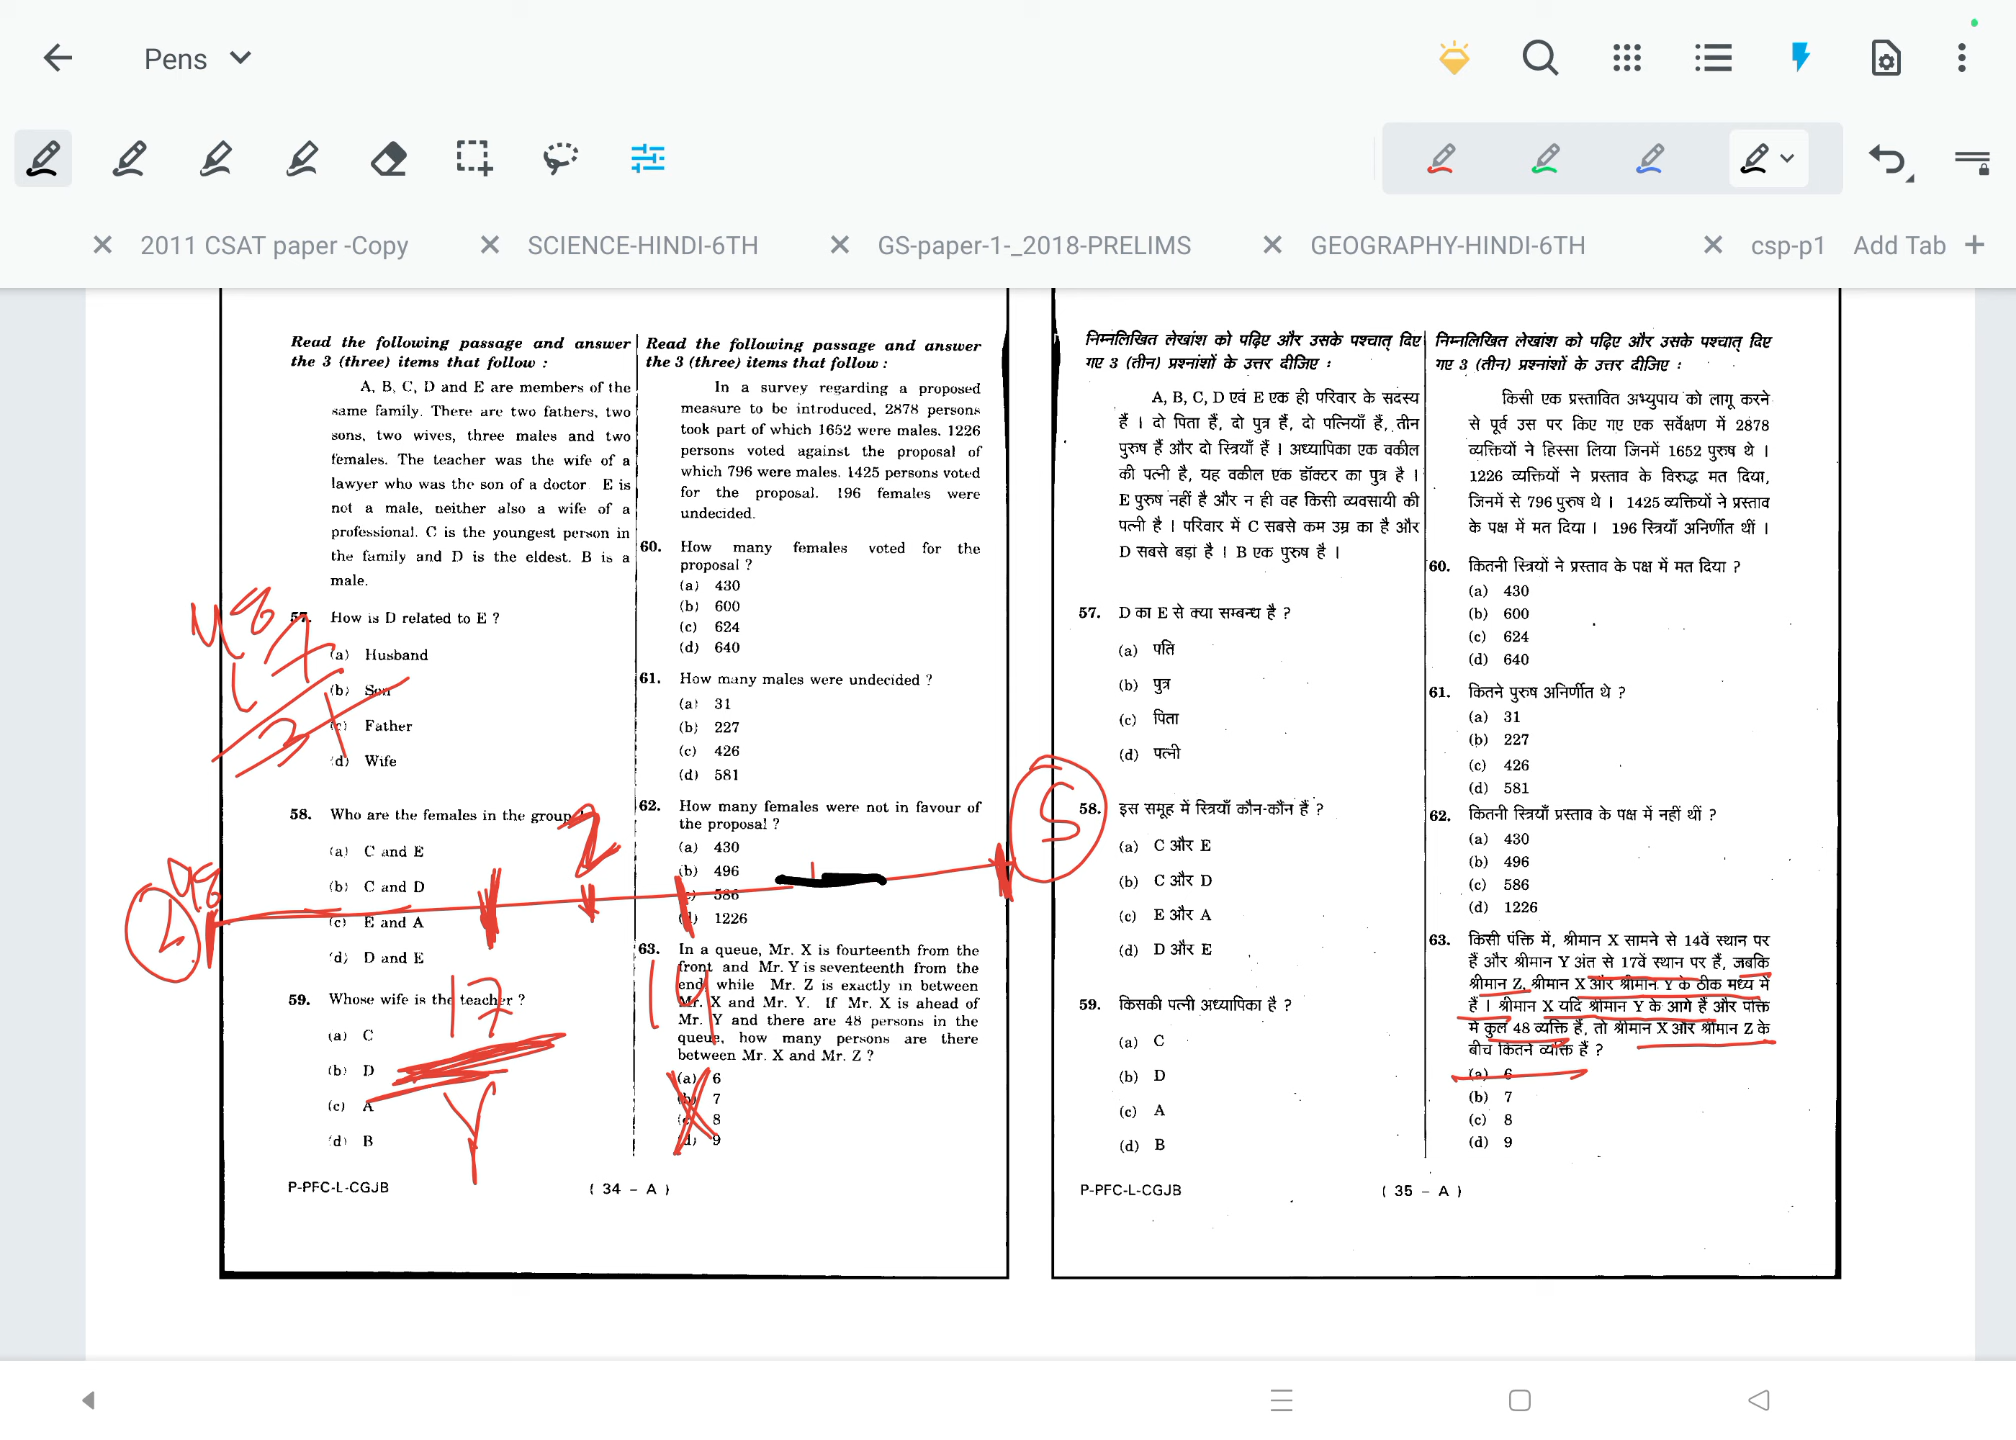 Pens
2011 CSAT paper -Copy
SCIENCE-HINDI-6TH
GS-paper-1-_2018-PRELIMS
GEOGRAPHY-HINDI-6TH
csp-p1
Add Tab
Read the following passage and answer
the 3 (three) items that follow :
A, B, C, D and E are members of the
same family. There are two fathers, two
sons, two wives, three males and two
females. The teacher was the wife of a
lawyer who was the son of a doctor E is
not a male, neither also a wife of a
professional. C is the youngest person in
the family and D is the eldest. B is a
male.
57. How is D related to E ?
(a) Husband
(b) Son
(c) Father
(d) Wife
58. Who are the females in the group ?
(a) C and E
(b) C and D
(c) E and A
(d) D and E
59. Whose wife is the teacher ?
(a) C
(b) D
(c) A
(d) B
17
Y
Z
P-PFC-L-CGJB
Read the following passage and answer
the 3 (three) items that follow :
In a survey regarding a proposed
measure to be introduced, 2878 persons
took part of which 1652 were males. 1226
persons voted against the proposal of
which 796 were males. 1425 persons voted
for the proposal. 196 females were
undecided.
60. How many females voted for the
proposal ?
(a) 430
(b) 600
(c) 624
(d) 640
61. How many males were undecided ?
(a) 31
(b) 227
(c) 426
(d) 581
62. How many females were not in favour of
the proposal ?
(a) 430
(b) 496
(c) 586
(d) 1226
63. In a queue, Mr. X is fourteenth from the
front and Mr. Y is seventeenth from the
end, while Mr. Z is exactly in between
Mr. X and Mr. Y. If Mr. X is ahead of
Mr. Y and there are 48 persons in the
queue, how many persons are there
between Mr. X and Mr. Z ?
(a) 6
(b) 7
(c) 8
(d) 9
14
X
( 34 - A )
निम्नलिखित लेखांश को पढ़िए और उसके पश्चात् दिए
गए 3 (तीन) प्रश्नांशों के उत्तर दीजिए :
A, B, C, D एवं E एक ही परिवार के सदस्य
हैं । दो पिता हैं, दो पुत्र हैं, दो पत्नियाँ हैं, तीन
पुरुष हैं और दो स्त्रियाँ हैं । अध्यापिका एक वकील
की पत्नी है, यह वकील एक डॉक्टर का पुत्र है ।
E पुरुष नहीं है और न ही वह किसी व्यवसायी की
पत्नी है । परिवार में C सबसे कम उम्र का है और
D सबसे बड़ा है । B एक पुरुष है ।
57. D का E से क्या सम्बन्ध है ?
(a) पति
(b) पुत्र
(c) पिता
(d) पत्नी
58. इस समूह में स्त्रियाँ कौन-कौन हैं ?
(a) C और E
(b) C और D
(c) E और A
(d) D और E
59. किसकी पत्नी अध्यापिका है ?
(a) C
(b) D
(c) A
(d) B
P-PFC-L-CGJB
निम्नलिखित लेखांश को पढ़िए और उसके पश्चात् दिए
गए 3 (तीन) प्रश्नांशों के उत्तर दीजिए :
किसी एक प्रस्तावित अभ्युपाय को लागू करने
से पूर्व उस पर किए गए एक सर्वेक्षण में 2878
व्यक्तियों ने हिस्सा लिया जिनमें 1652 पुरुष थे ।
1226 व्यक्तियों ने प्रस्ताव के विरुद्ध मत दिया,
जिनमें से 796 पुरुष थे । 1425 व्यक्तियों ने प्रस्ताव
के पक्ष में मत दिया । 196 स्त्रियाँ अनिर्णीत थीं ।
60. कितनी स्त्रियों ने प्रस्ताव के पक्ष में मत दिया ?
(a) 430
(b) 600
(c) 624
(d) 640
61. कितने पुरुष अनिर्णीत थे ?
(a) 31
(b) 227
(c) 426
(d) 581
62. कितनी स्त्रियाँ प्रस्ताव के पक्ष में नहीं थीं ?
(a) 430
(b) 496
(c) 586
(d) 1226
63. किसी पंक्ति में, श्रीमान X सामने से 14वें स्थान पर
हैं और श्रीमान Y अंत से 17वें स्थान पर हैं, जबकि
श्रीमान Z, श्रीमान X और श्रीमान Y के ठीक मध्य में
हैं । श्रीमान X यदि श्रीमान Y के आगे हैं और पंक्ति
में कुल 48 व्यक्ति हैं, तो श्रीमान X और श्रीमान Z के
बीच कितने व्यक्ति हैं ?
(a) 6
(b) 7
(c) 8
(d) 9
( 35 - A )